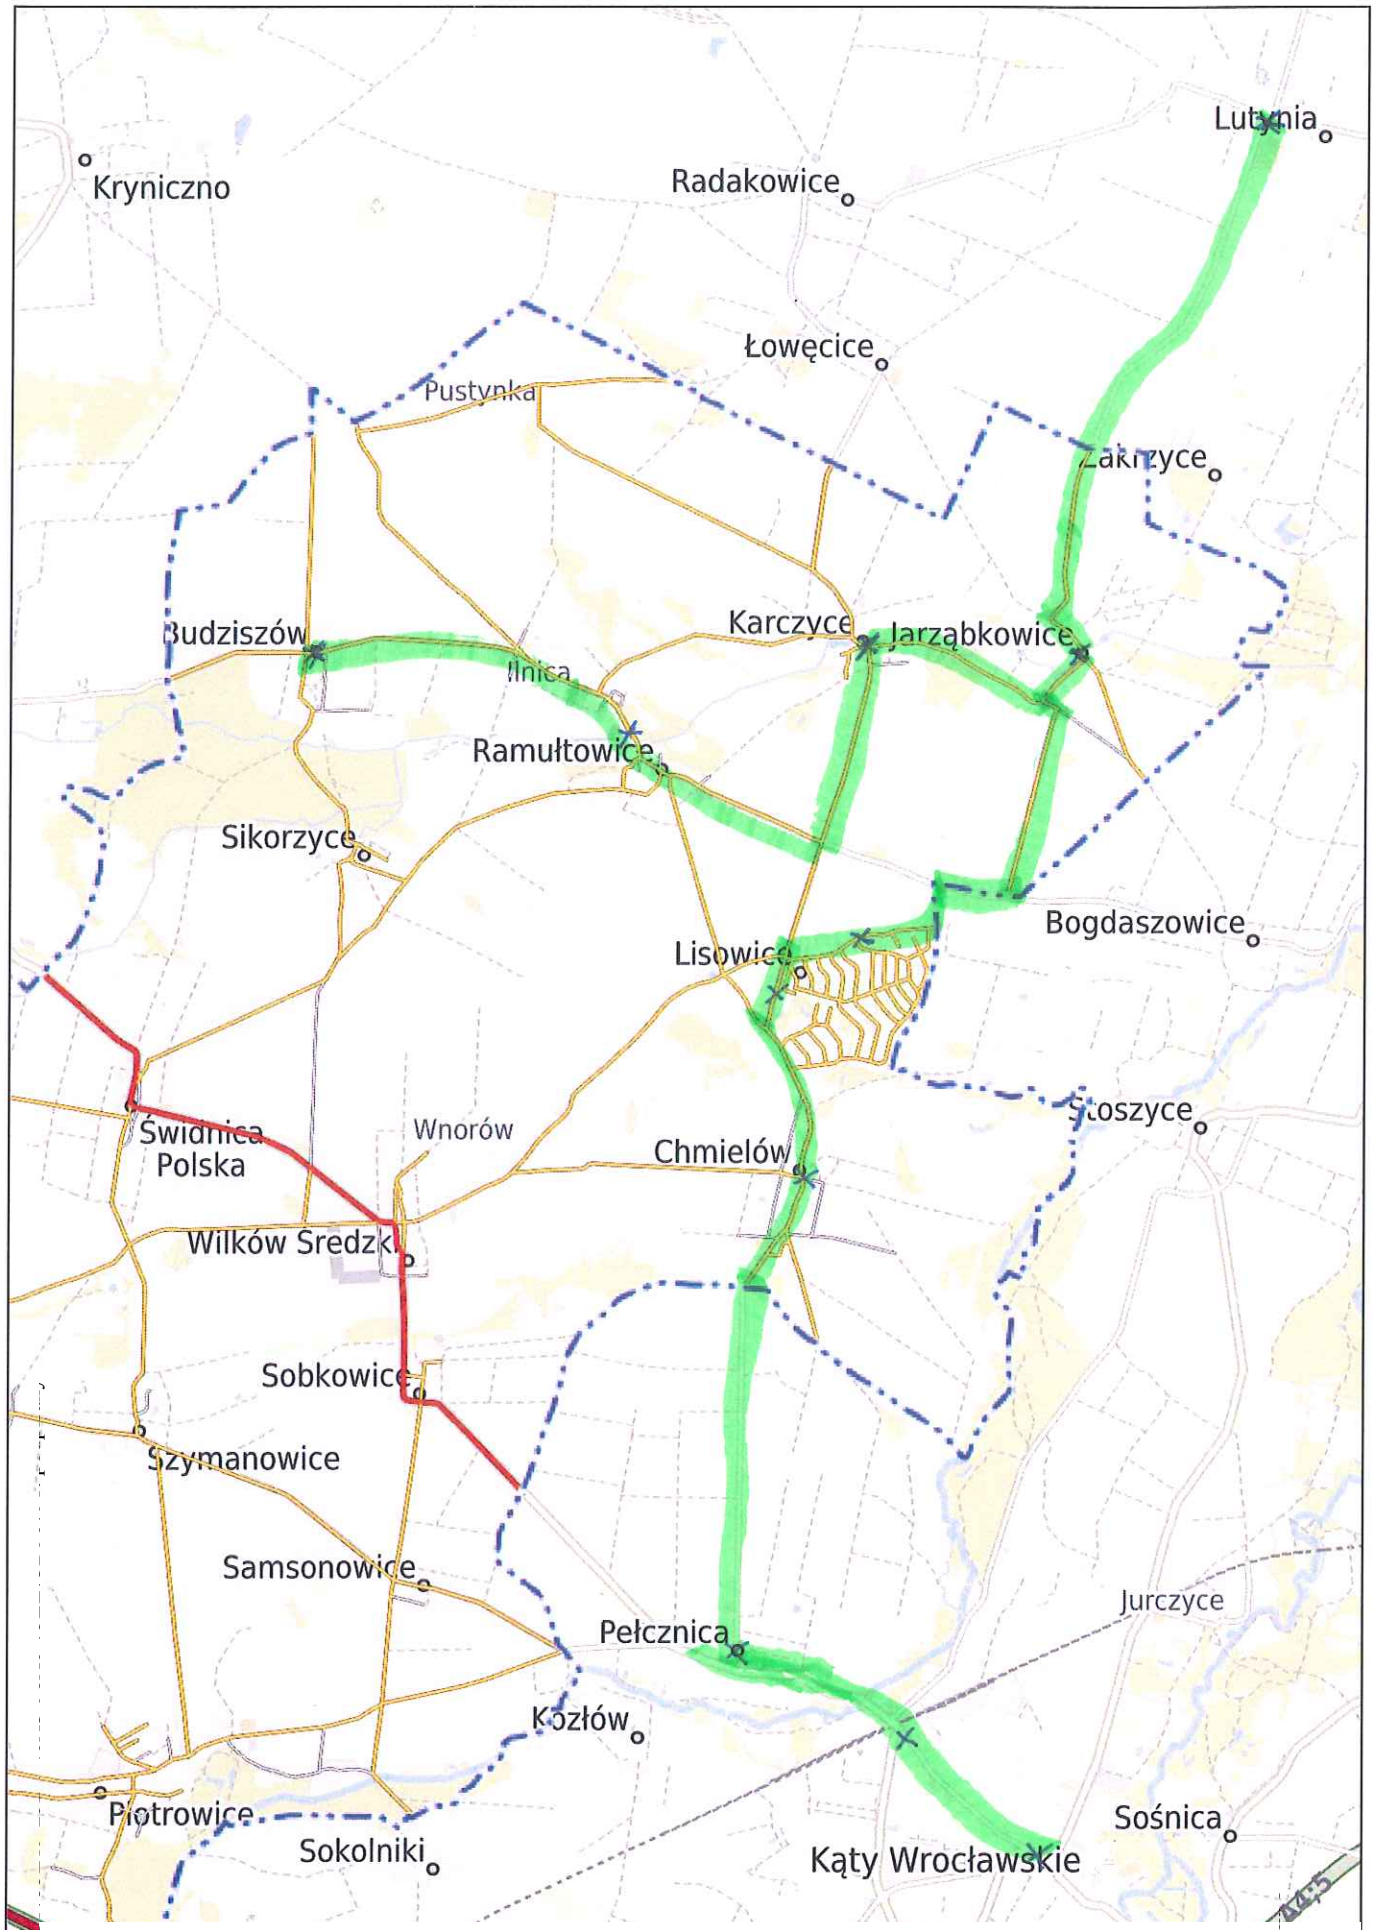 Lutynia
Kryniczno
Radakowice
Łowęcice
Pustynka
Zakrzyce
Budziszów
Karczyce
Jarząbkowice
Ilnica
Ramułtowice
Sikorzyce
Lisowice
Bogdaszowice
Stoszyce
Świdnica
Polska
Wnorów
Chmielów
Wilków Średzki
Sobkowice
Szymanowice
Samsonowice
Jurczyce
Pełcznica
Kozłów
Piotrowice
Sokolniki
Sośnica
Kąty Wrocławskie